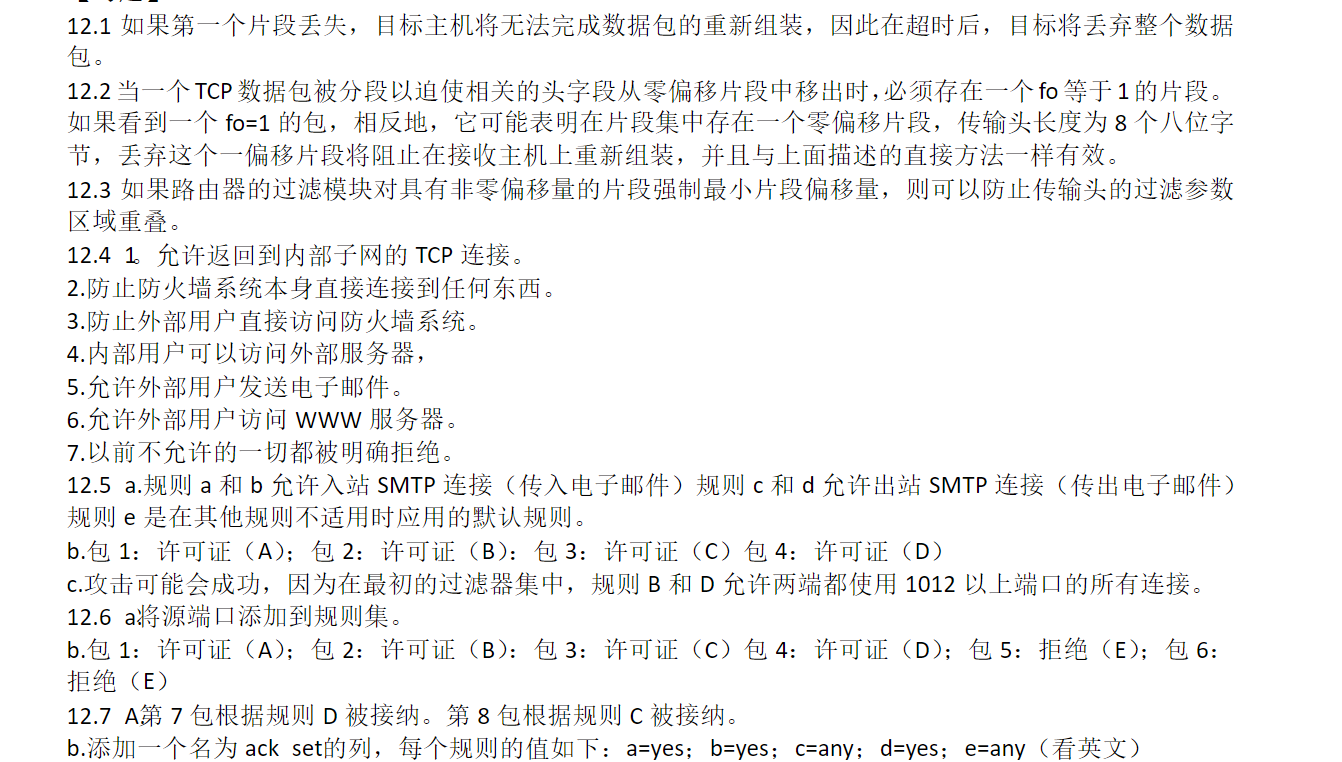 12.1 如果第一个片段丢失，目标主机将无法完成数据包的重新组装，因此在超时后，目标将丢弃整个数据
包。
12.2 当一个 TCP 数据包被分段以迫使相关的头字段从零偏移片段中移出时，必须存在一个 fo 等于 1 的片段。
如果看到一个 fo=1 的包，相反地，它可能表明在片段集中存在一个零偏移片段，传输头长度为 8 个八位字
节，丢弃这个一偏移片段将阻止在接收主机上重新组装，并且与上面描述的直接方法一样有效。
12.3 如果路由器的过滤模块对具有非零偏移量的片段强制最小片段偏移量，则可以防止传输头的过滤参数
区域重叠。
12.4 1。允许返回到内部子网的 TCP 连接。
2.防止防火墙系统本身直接连接到任何东西。
3.防止外部用户直接访问防火墙系统。
4.内部用户可以访问外部服务器，
5.允许外部用户发送电子邮件。
6.允许外部用户访问 WWW 服务器。
7.以前不允许的一切都被明确拒绝。
12.5 a.规则 a 和 b 允许入站 SMTP 连接（传入电子邮件）规则 c 和 d 允许出站 SMTP 连接（传出电子邮件）
规则 e 是在其他规则不适用时应用的默认规则。
b.包 1：许可证（A）；包 2：许可证（B）：包 3：许可证（C）包 4：许可证（D）
c.攻击可能会成功，因为在最初的过滤器集中，规则 B 和 D 允许两端都使用 1012 以上端口的所有连接。
12.6 a将源端口添加到规则集。
b.包 1：许可证（A）；包 2：许可证（B）：包 3：许可证（C）包 4：许可证（D）；包 5：拒绝（E）；包 6：
拒绝（E）
12.7 A第 7 包根据规则 D 被接纳。第 8 包根据规则 C 被接纳。
b.添加一个名为 ack set的列，每个规则的值如下：a=yes；b=yes；c=any；d=yes；e=any（看英文）